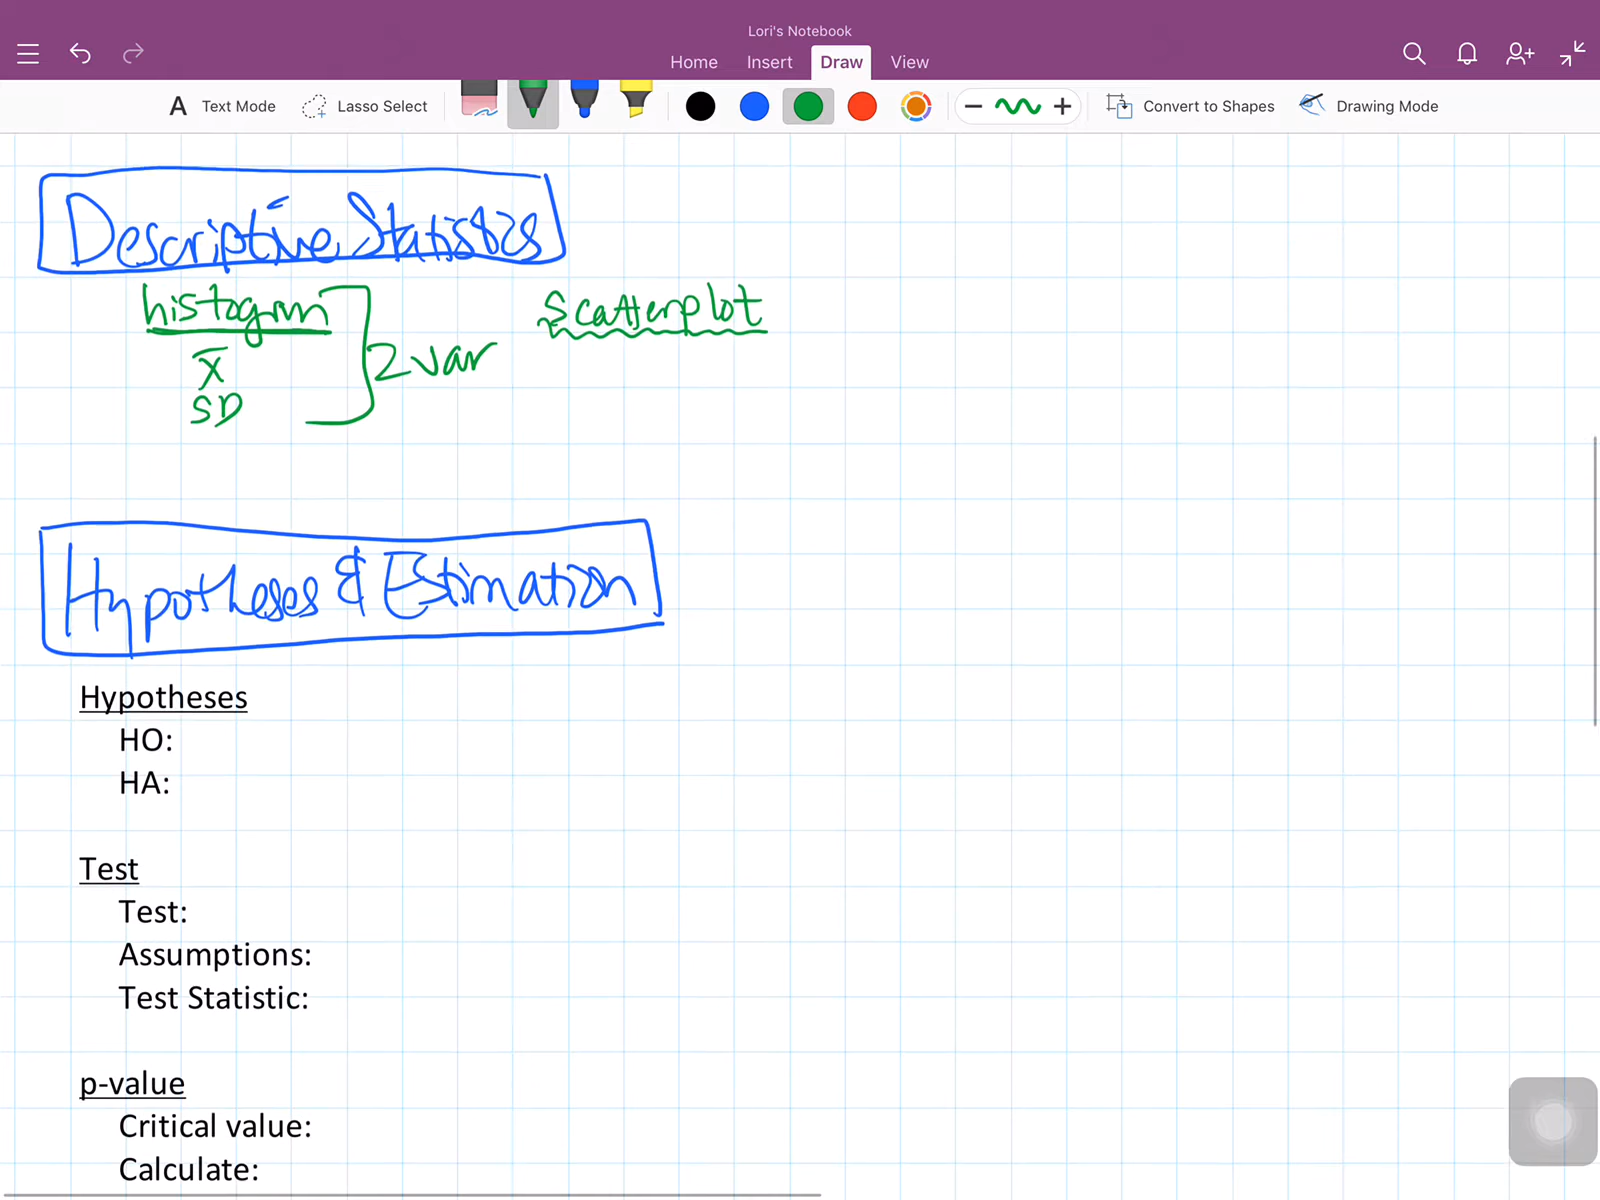 Lori's Notebook
Home Insert Draw View
A Text Mode Lasso Select Convert to Shapes Drawing Mode
Descriptive Statistics
histogram
x̄
SD
2 var
Scatterplot
Hypotheses & Estimation
Hypotheses
HO:
HA:
Test
Test:
Assumptions:
Test Statistic:
p-value
Critical value:
Calculate: